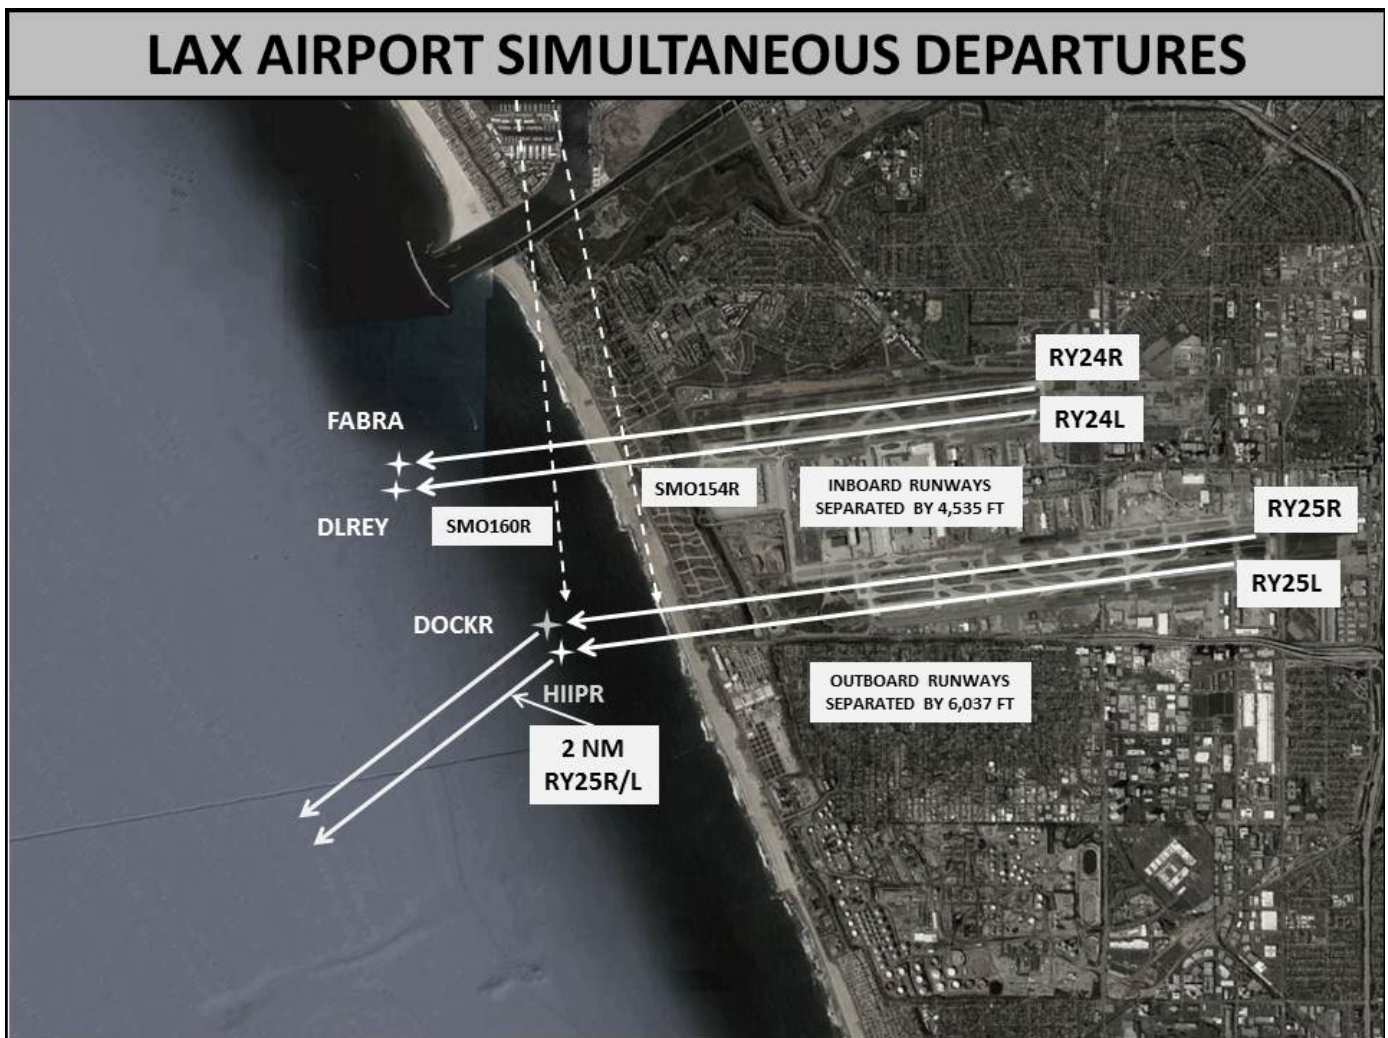 LAX AIRPORT SIMULTANEOUS DEPARTURES
RY24R
FABRA
RY24L
SMO154R
INBOARD RUNWAYS
SEPARATED BY 4,535 FT
RY25R
DLREY
SMO160R
RY25L
DOCKR
HIIPR
OUTBOARD RUNWAYS
SEPARATED BY 6,037 FT
2 NM
RY25R/L